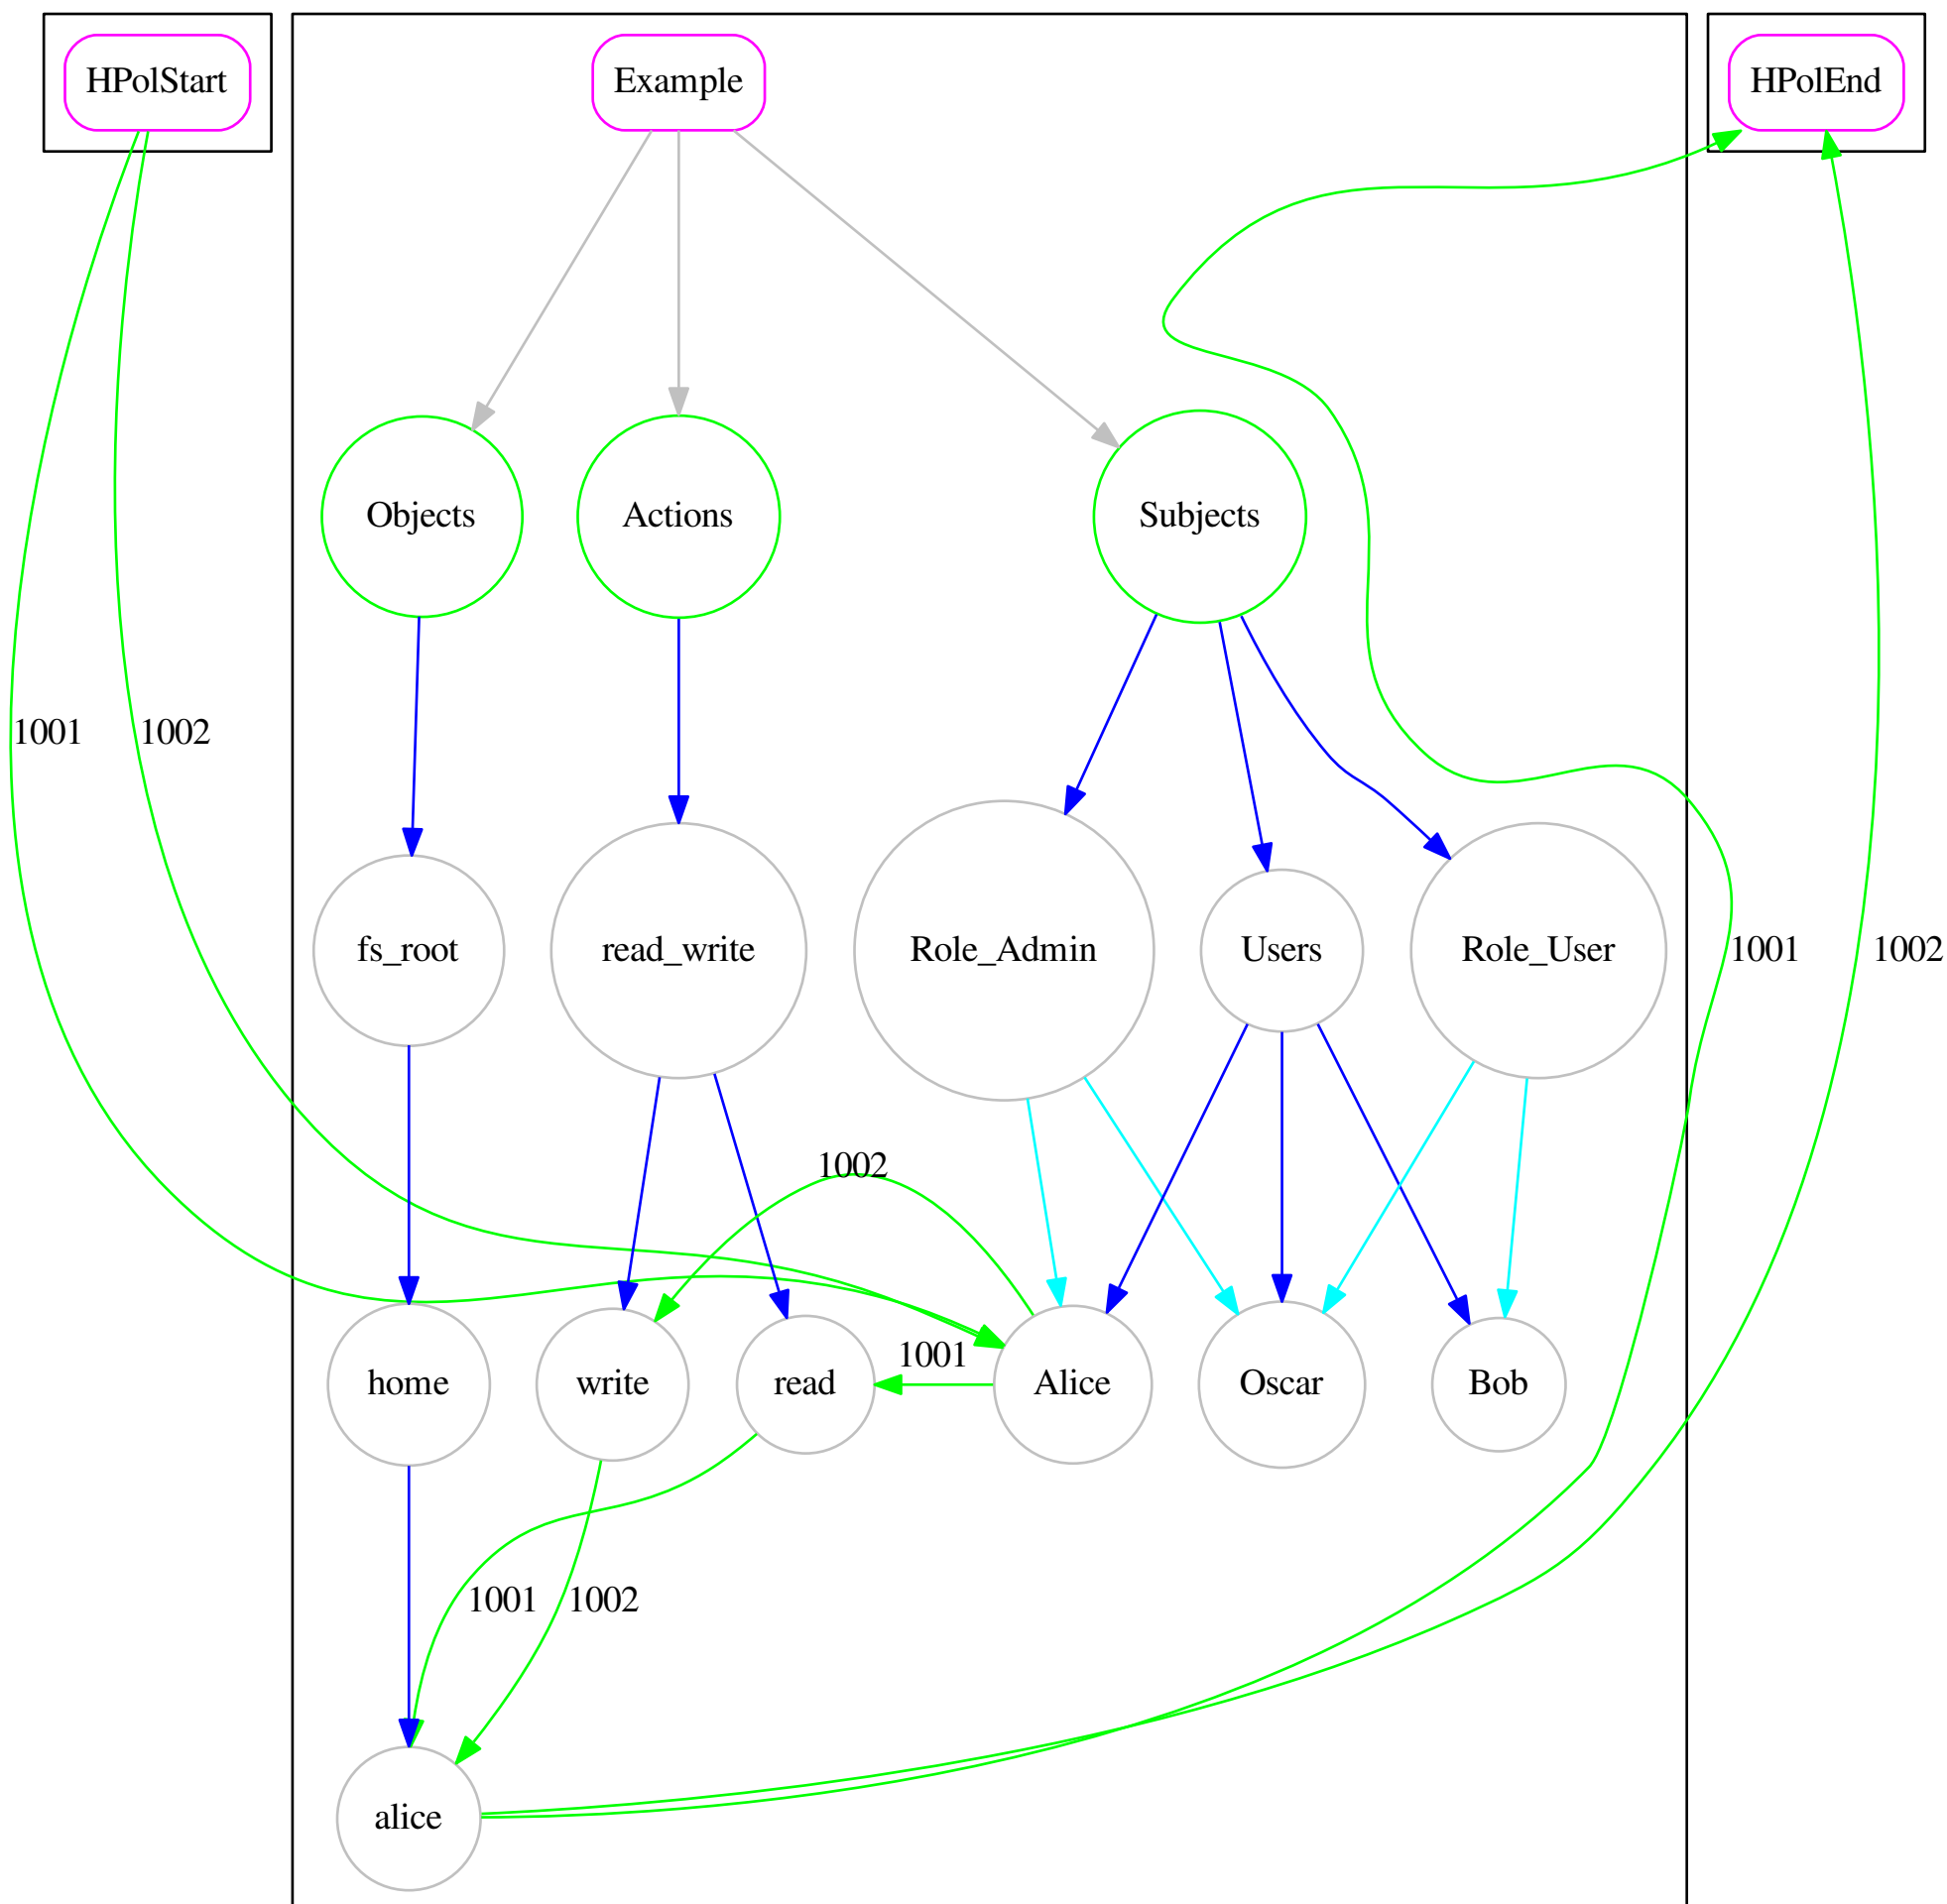 HPolStart
Example
HPolEnd
Objects
Actions
Subjects
1001
1002
fs_root
read_write
Role_Admin
Users
Role_User
1001
1002
1002
1001
home
write
read
Alice
Oscar
Bob
1001
1002
alice